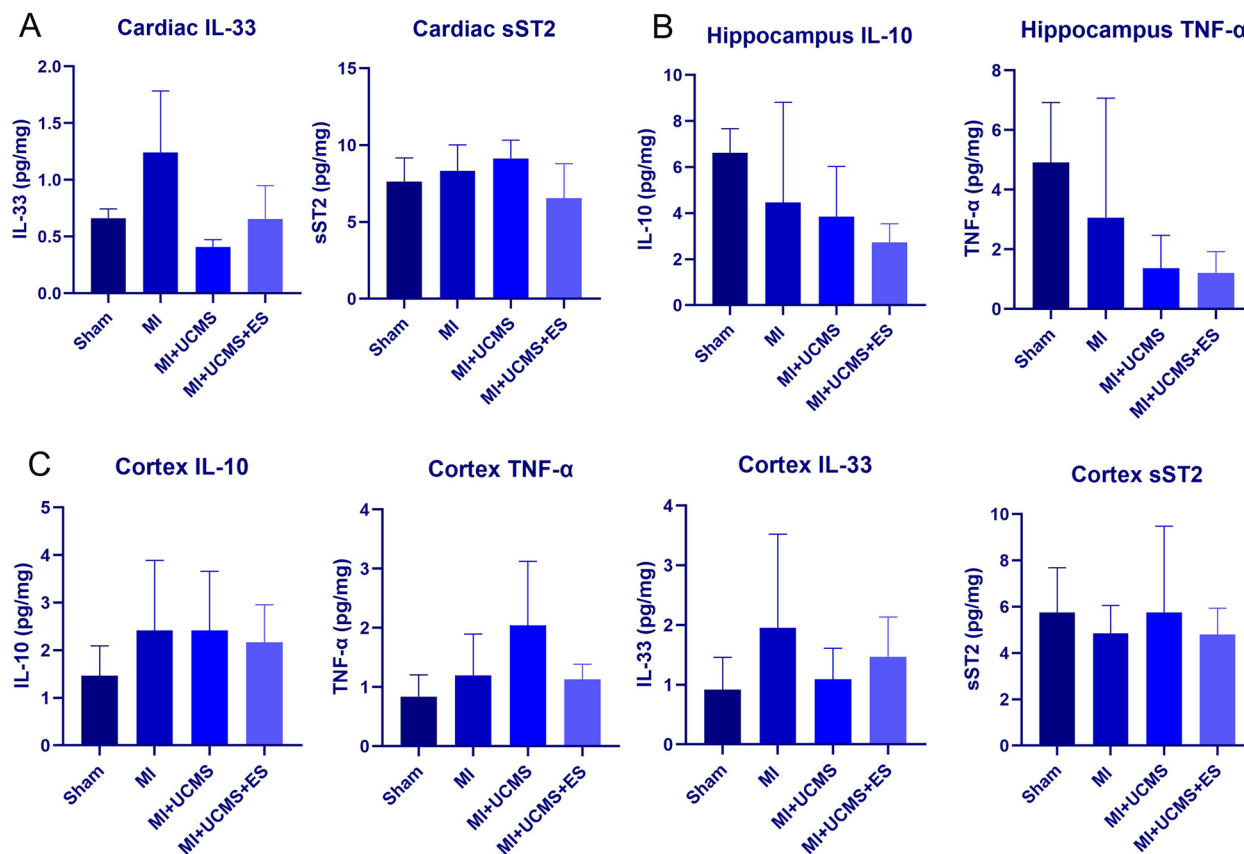 A
Cardiac IL-33
IL-33 (pg/mg)
2.0
1.5
1.0
0.5
0.0
Sham
MI
MI+UCMS
MI+UCMS+ES
Cardiac sST2
sST2 (pg/mg)
15
10
5
0
Sham
MI
MI+UCMS
MI+UCMS+ES
B
Hippocampus IL-10
IL-10 (pg/mg)
10
8
6
4
2
0
Sham
MI
MI+UCMS
MI+UCMS+ES
Hippocampus TNF-α
TNF-α (pg/mg)
8
6
4
2
0
Sham
MI
MI+UCMS
MI+UCMS+ES
C
Cortex IL-10
IL-10 (pg/mg)
5
4
3
2
1
0
Sham
MI
MI+UCMS
MI+UCMS+ES
Cortex TNF-α
TNF-α (pg/mg)
4
3
2
1
0
Sham
MI
MI+UCMS
MI+UCMS+ES
Cortex IL-33
IL-33 (pg/mg)
4
3
2
1
0
Sham
MI
MI+UCMS
MI+UCMS+ES
Cortex sST2
sST2 (pg/mg)
10
8
6
4
2
0
Sham
MI
MI+UCMS
MI+UCMS+ES